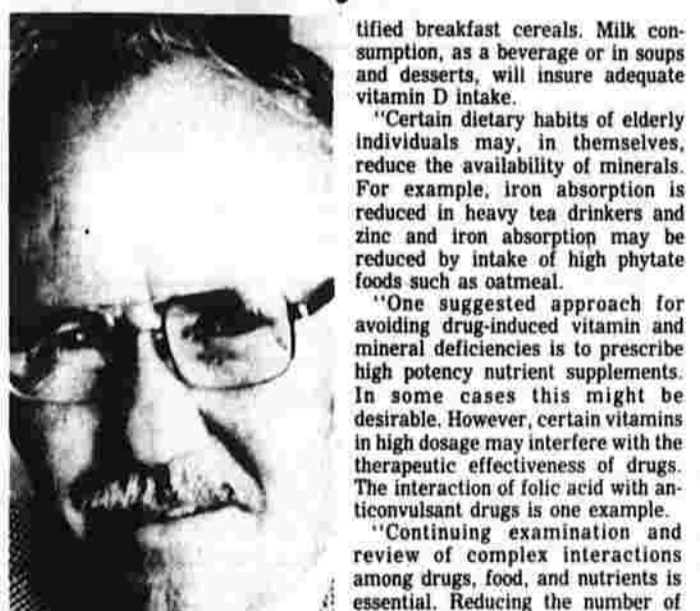 tified breakfast cereals. Milk con-
sumption, as a beverage or in soups
and desserts, will insure adequate
vitamin D intake.
"Certain dietary habits of elderly
individuals may, in themselves,
reduce the availability of minerals.
For example, iron absorption is
reduced in heavy tea drinkers and
zinc and iron absorption may be
reduced by intake of high phytate
foods such as oatmeal.
"One suggested approach for
avoiding drug-induced vitamin and
mineral deficiencies is to prescribe
high potency nutrient supplements.
In some cases this might be
desirable. However, certain vitamins
in high dosage may interfere with the
therapeutic effectiveness of drugs.
The interaction of folic acid with an-
ticonvulsant drugs is one example.
"Continuing examination and
review of complex interactions
among drugs, food, and nutrients is
essential. Reducing the number of